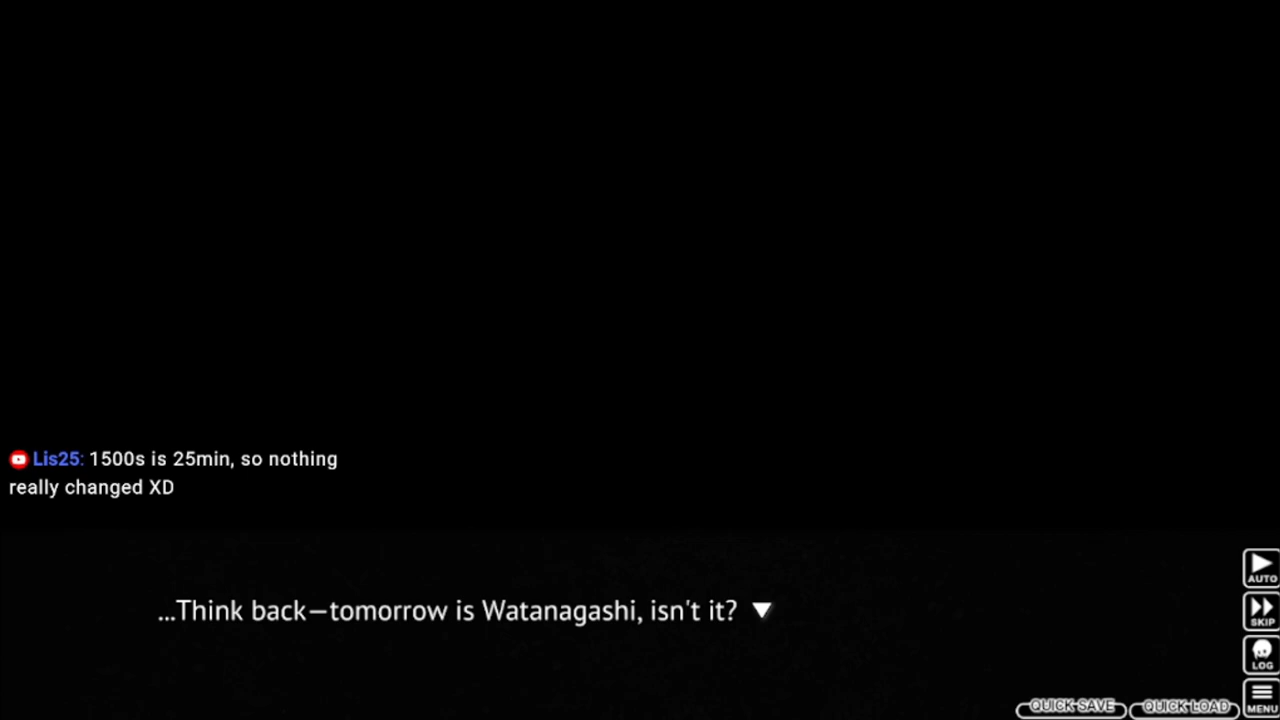 Lis25: 1500s is 25min, so nothing
really changed XD
...Think back—tomorrow is Watanagashi, isn't it?
AUTO
SKIP
LOG
MENU
QUICK SAVE QUICK LOAD